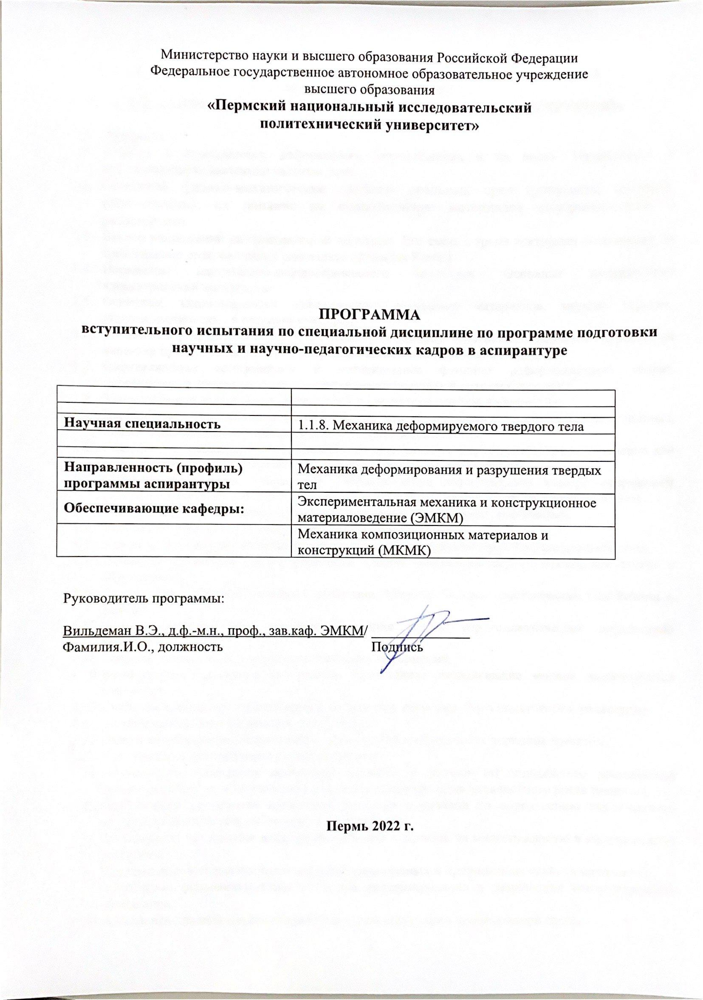 Министерство науки и высшего образования Российской Федерации
Федеральное государственное автономное образовательное учреждение
высшего образования
«Пермский национальный исследовательский
политехнический университет»
ПРОГРАММА
вступительного испытания по специальной дисциплине по программе подготовки
научных и научно-педагогических кадров в аспирантуре
Научная специальность
1.1.8. Механика деформируемого твердого тела
Направленность (профиль)
программы аспирантуры
Механика деформирования и разрушения твердых
тел
Обеспечивающие кафедры:
Экспериментальная механика и конструкционное
материаловедение (ЭМКМ)
Механика композиционных материалов и
конструкций (МКМК)
Руководитель программы:
Вильдеман В.Э., д.ф.-м.н., проф., зав.каф. ЭМКМ/
Фамилия.И.О., должность
Подпись
Пермь 2022 г.